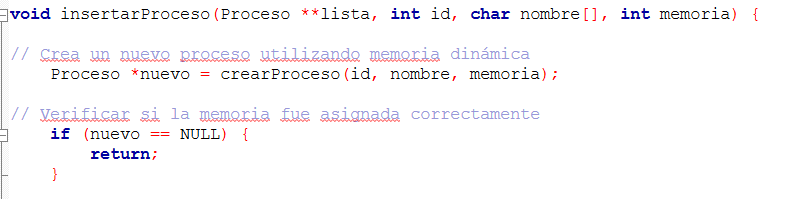 void insertarProceso(Proceso **lista, int id, char nombre[], int memoria) {
// Crea un nuevo proceso utilizando memoria dinámica
Proceso *nuevo = crearProceso(id, nombre, memoria);
// Verificar si la memoria fue asignada correctamente
if (nuevo == NULL) {
return;
}